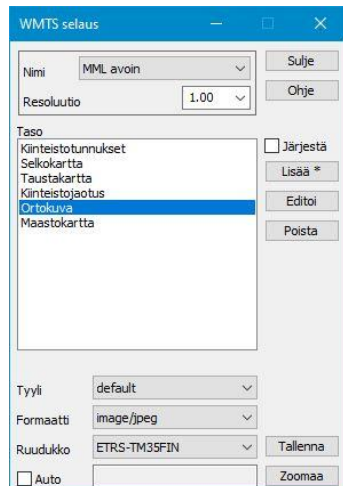 WMTS selaus
Nimi MML avoin Sulje
Resoluutio 1.00 Ohje
Taso
Kiinteistotunnukset Järjestä
Selkokartta
Taustakartta Lisää *
Kiinteistojaotus
Ortokuva Editoi
Maastokartta
Poista
Tyyli default
Formaatti image/jpeg
Ruudukko ETRS-TM35FIN Tallenna
Auto Zoomaa